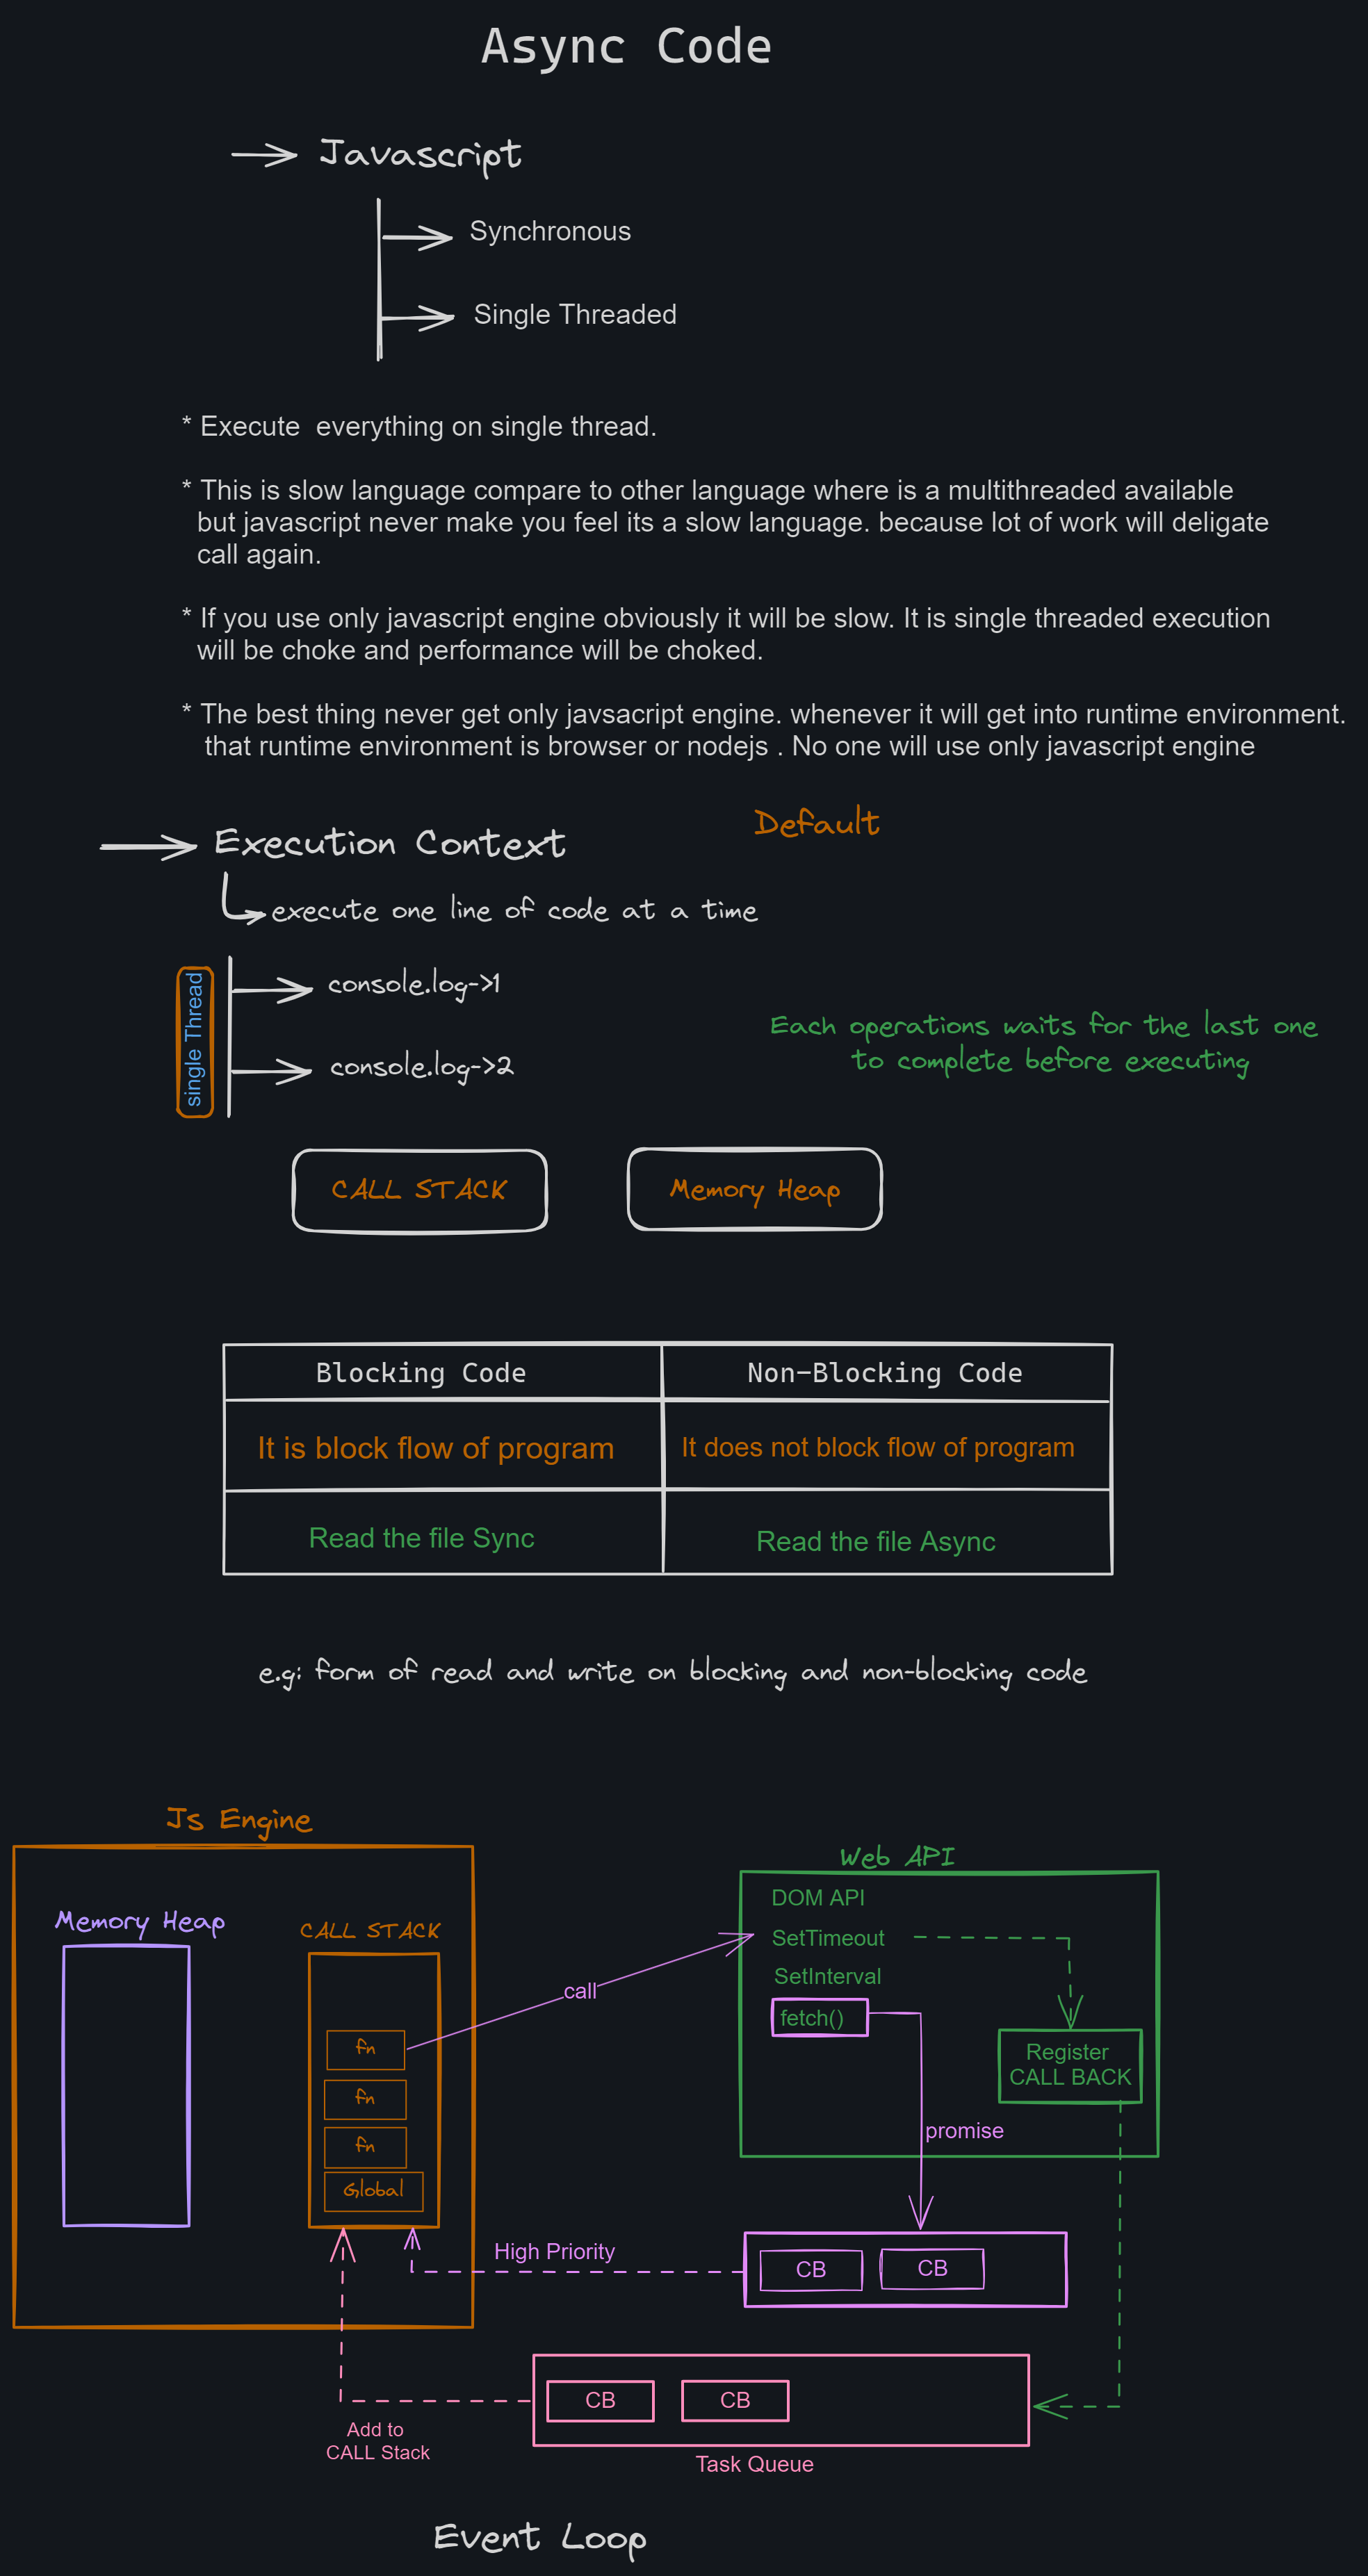 Async Code
Javascript
Synchronous
Single Threaded
* Execute  everything on single thread.
* This is slow language compare to other language where is a multithreaded available
but javascript never make you feel its a slow language. because lot of work will deligate
call again.
* If you use only javascript engine obviously it will be slow. It is single threaded execution
will be choke and performance will be choked.
* The best thing never get only javsacript engine. whenever it will get into runtime environment.
that runtime environment is browser or nodejs . No one will use only javascript engine
Default
Execution Context
execute one line of code at a time
single Thread
console.log->1
console.log->2
Each operations waits for the last one
to complete before executing
CALL STACK
Memory Heap
Blocking Code
Non-Blocking Code
It is block flow of program
It does not block flow of program
Read the file Sync
Read the file Async
e.g: form of read and write on blocking and non-blocking code
Js Engine
Memory Heap
CALL STACK
fn
fn
fn
Global
call
Web API
DOM API
SetTimeout
SetInterval
fetch()
Register
CALL BACK
promise
High Priority
CB
CB
CB
CB
Add to
CALL Stack
Task Queue
Event Loop